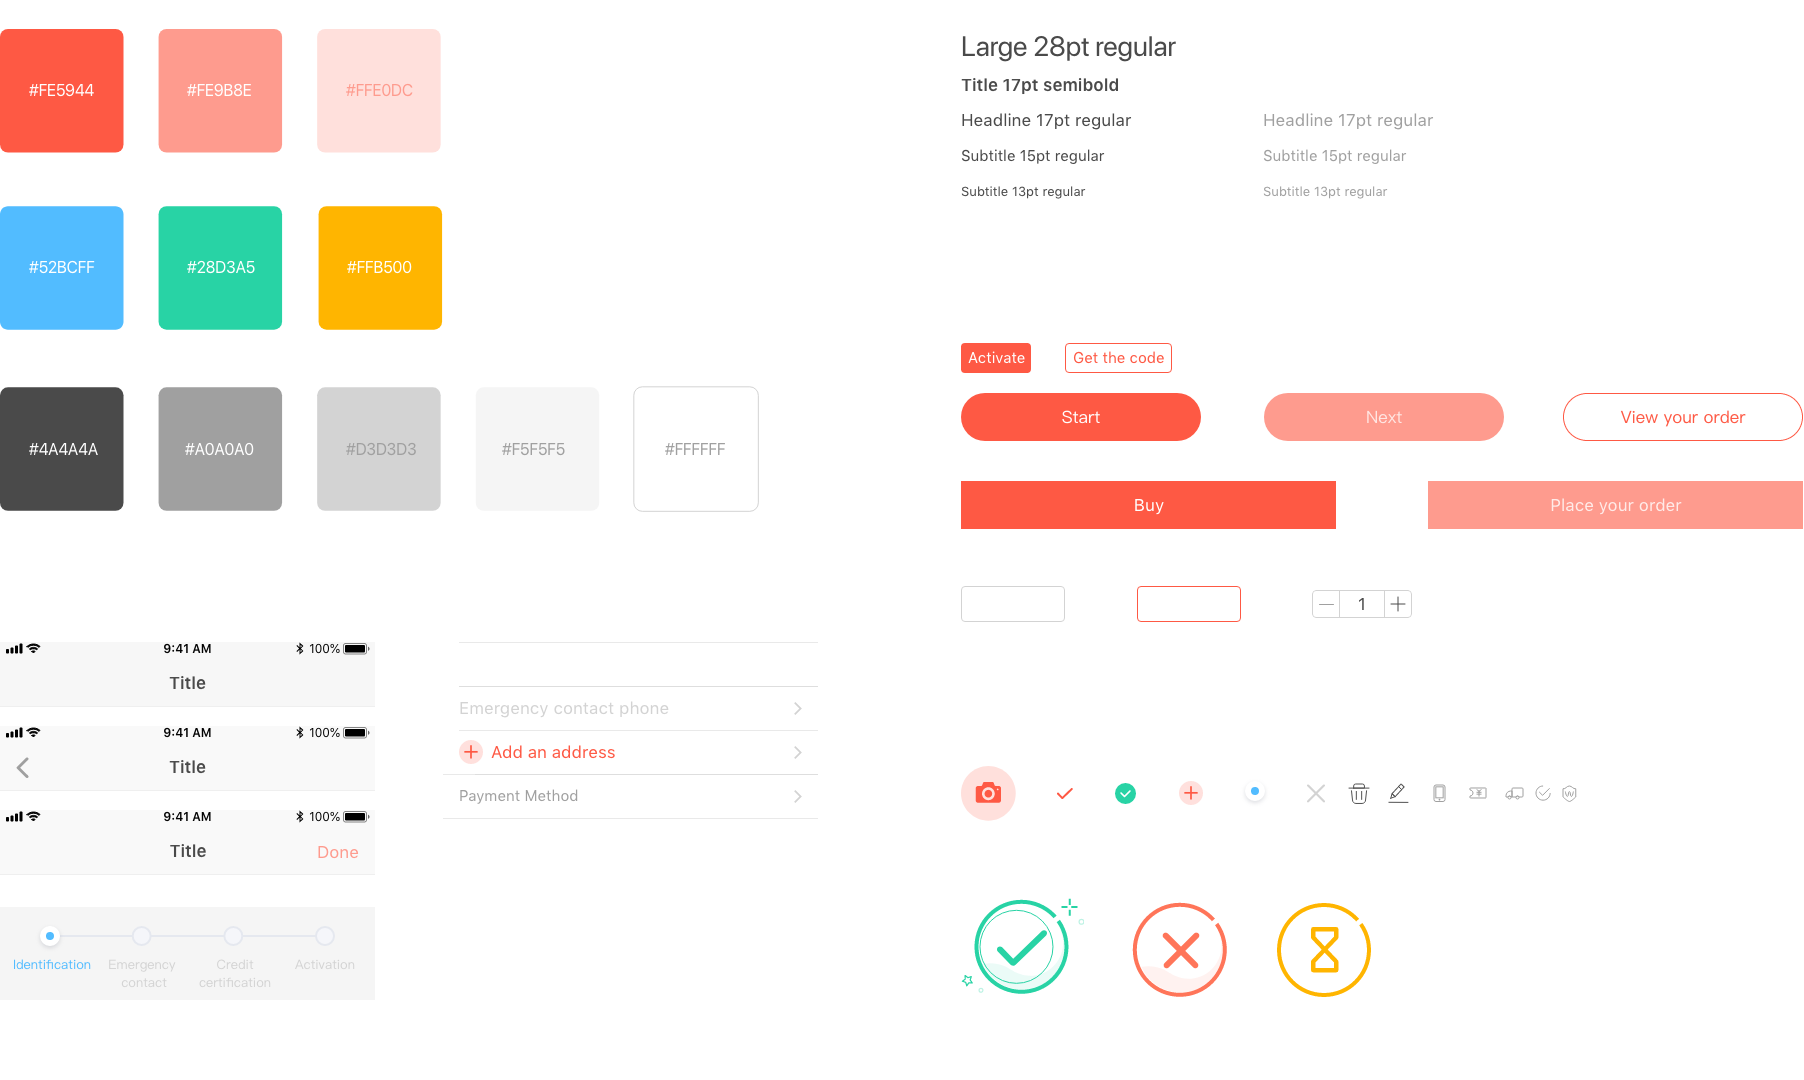 #FE5944
#FE9B8E
#FFE0DC
#52BCFF
#28D3A5
#FFB500
#4A4A4A
#A0A0A0
#D3D3D3
#F5F5F5
#FFFFFF
Large 28pt regular
Title 17pt semibold
Headline 17pt regular
Headline 17pt regular
Subtitle 15pt regular
Subtitle 15pt regular
Subtitle 13pt regular
Subtitle 13pt regular
Activate
Get the code
Start
Next
View your order
Buy
Place your order
1
9:41 AM
100%
Title
9:41 AM
100%
Title
9:41 AM
100%
Title
Done
Identification
Emergency
contact
Credit
certification
Activation
Emergency contact phone
Add an address
Payment Method